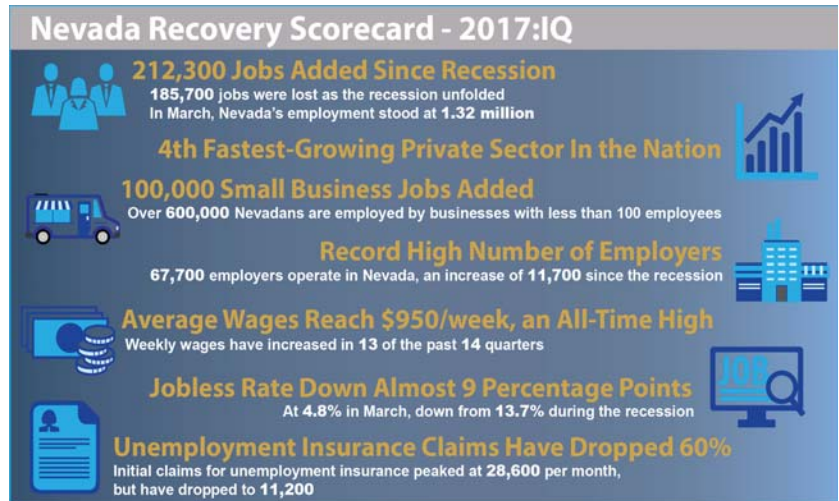 Nevada Recovery Scorecard - 2017:IQ
212,300 Jobs Added Since Recession
185,700 jobs were lost as the recession unfolded
In March, Nevada's employment stood at 1.32 million
4th Fastest-Growing Private Sector In the Nation
100,000 Small Business Jobs Added
Over 600,000 Nevadans are employed by businesses with less than 100 employees
Record High Number of Employers
67,700 employers operate in Nevada, an increase of 11,700 since the recession
Average Wages Reach $950/week, an All-Time High
Weekly wages have increased in 13 of the past 14 quarters
JOB
Jobless Rate Down Almost 9 Percentage Points
At 4.8% in March, down from 13.7% during the recession
Unemployment Insurance Claims Have Dropped 60%
Initial claims for unemployment insurance peaked at 28,600 per month,
but have dropped to 11,200